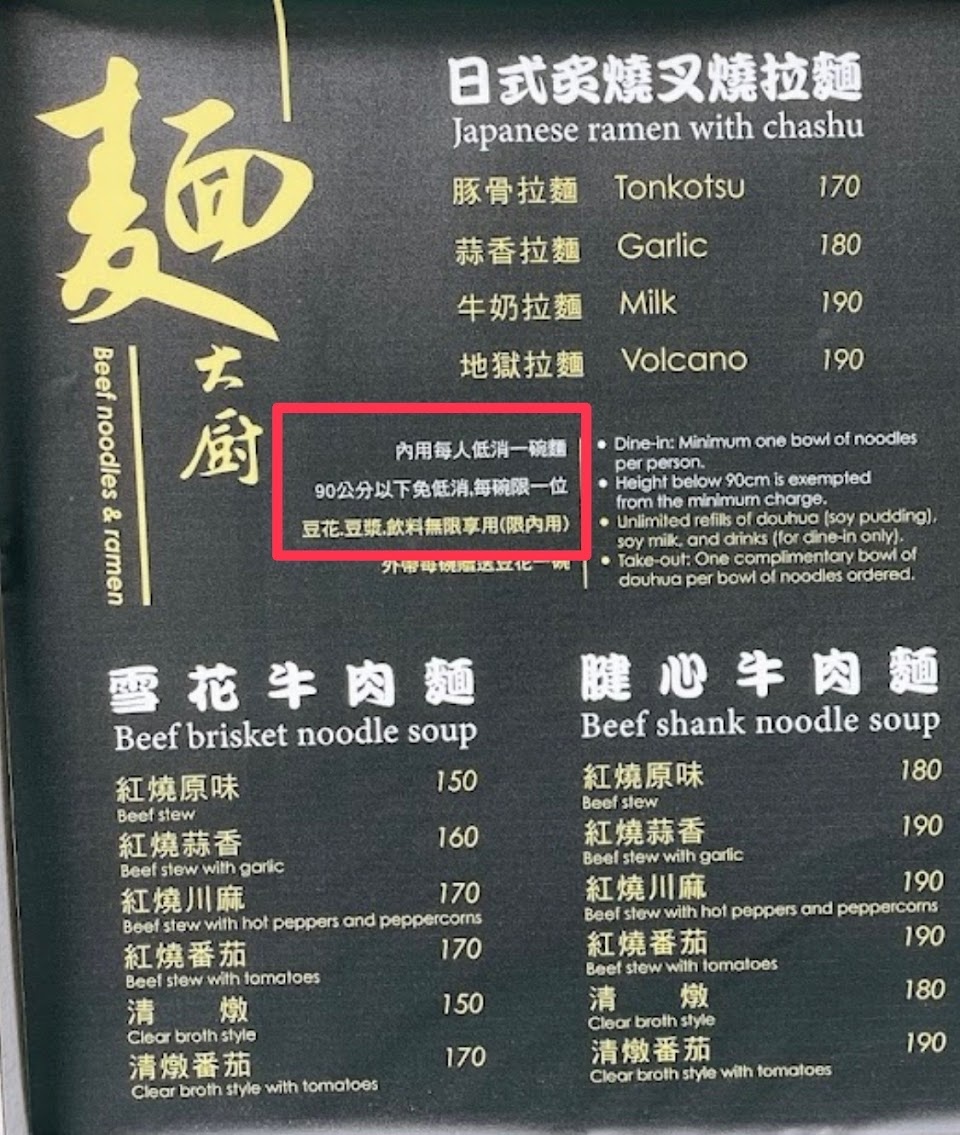 麵大廚
Beef noodles & ramen
日式炙燒叉燒拉麵
Japanese ramen with chashu
豚骨拉麵 Tonkotsu 170
蒜香拉麵 Garlic 180
牛奶拉麵 Milk 190
地獄拉麵 Volcano 190
內用每人低消一碗麵
90公分以下免低消,每碗限一位
豆花.豆漿.飲料無限享用(限內用)
外帶每碗贈送豆花一碗
• Dine-in: Minimum one bowl of noodles
per person.
• Height below 90cm is exempted
from the minimum charge.
• Unlimited refills of douhua (soy pudding),
soy milk, and drinks (for dine-in only).
• Take-out: One complimentary bowl of
douhua per bowl of noodles ordered.
雪花牛肉麵
Beef brisket noodle soup
紅燒原味 150
Beef stew
紅燒蒜香 160
Beef stew with garlic
紅燒川麻 170
Beef stew with hot peppers and peppercorns
紅燒番茄 170
Beef stew with tomatoes
清燉 150
Clear broth style
清燉番茄 170
Clear broth style with tomatoes
腱心牛肉麵
Beef shank noodle soup
紅燒原味 180
Beef stew
紅燒蒜香 190
Beef stew with garlic
紅燒川麻 190
Beef stew with hot peppers and peppercorns
紅燒番茄 190
Beef stew with tomatoes
清燉 180
Clear broth style
清燉番茄 190
Clear broth style with tomatoes